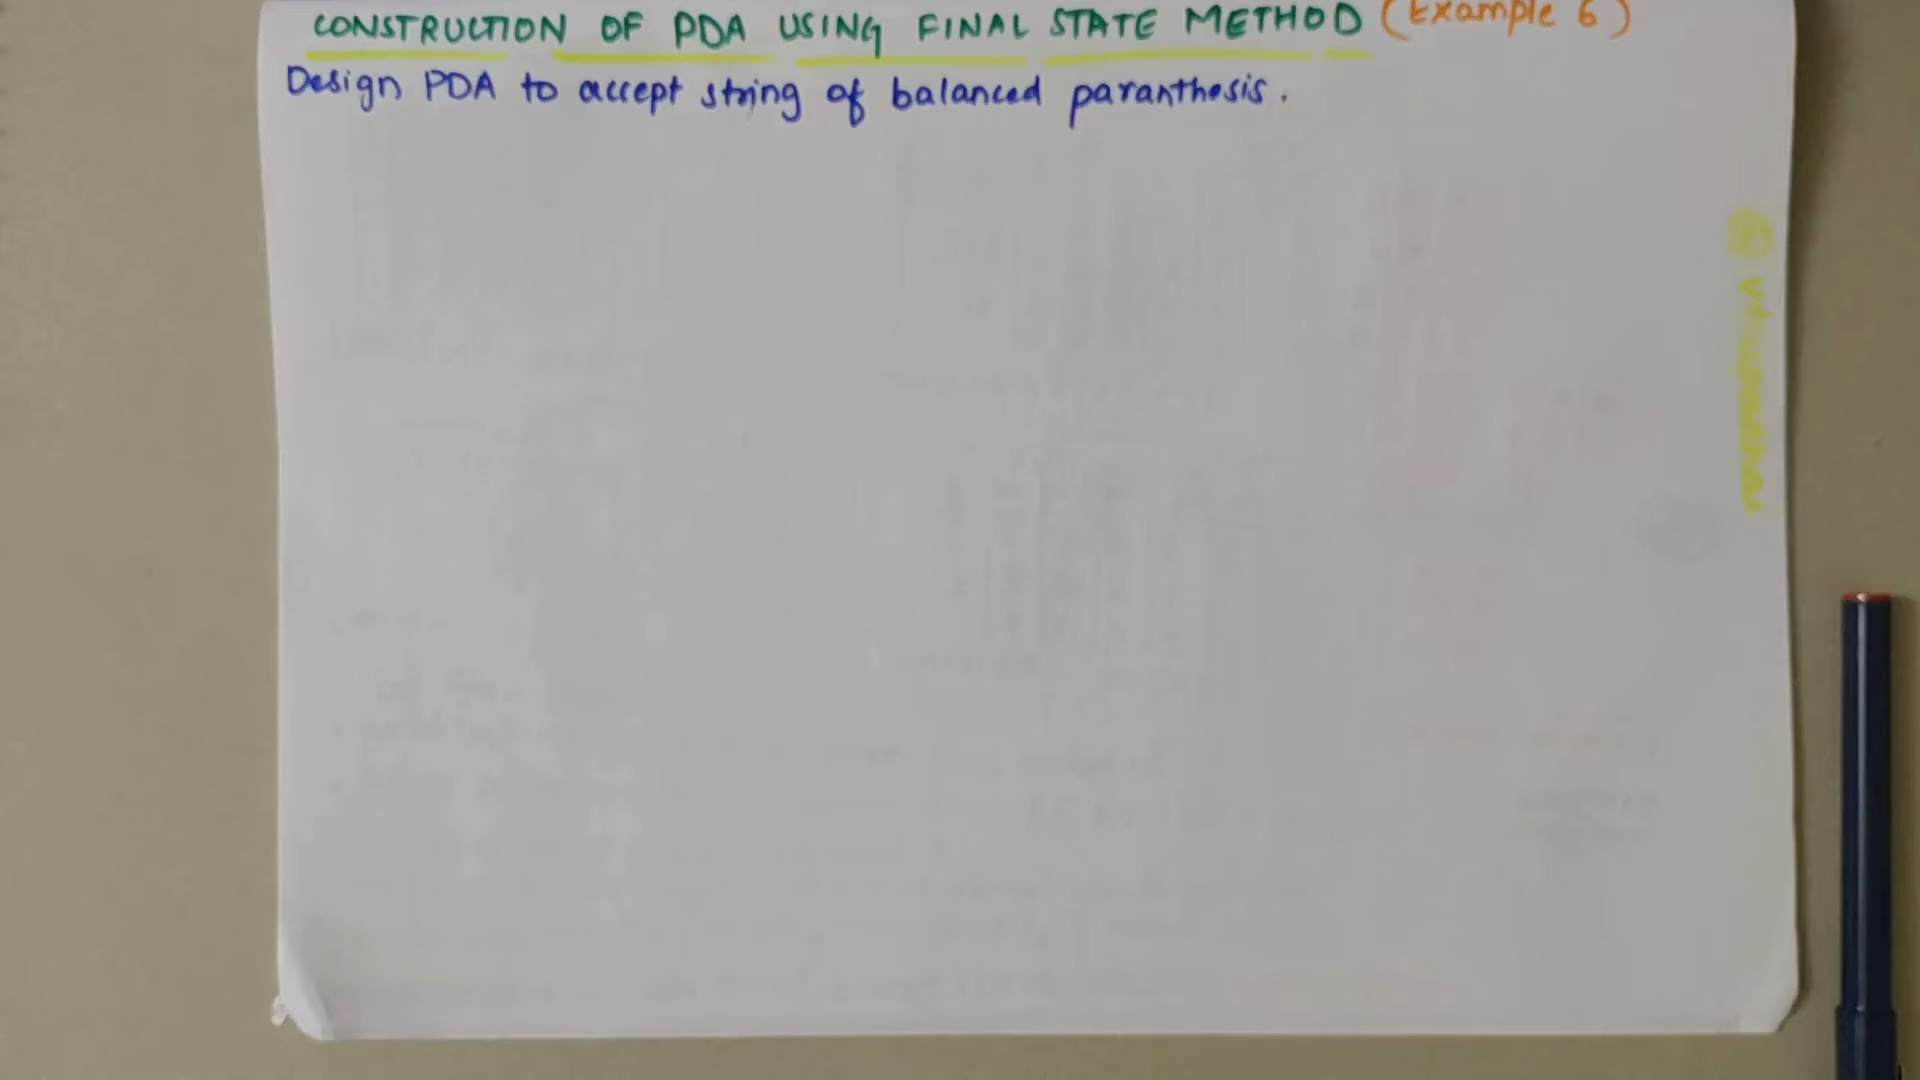 CONSTRUCTION OF PDA USING FINAL STATE METHOD (Example 6)
Design PDA to accept string of balanced paranthesis.